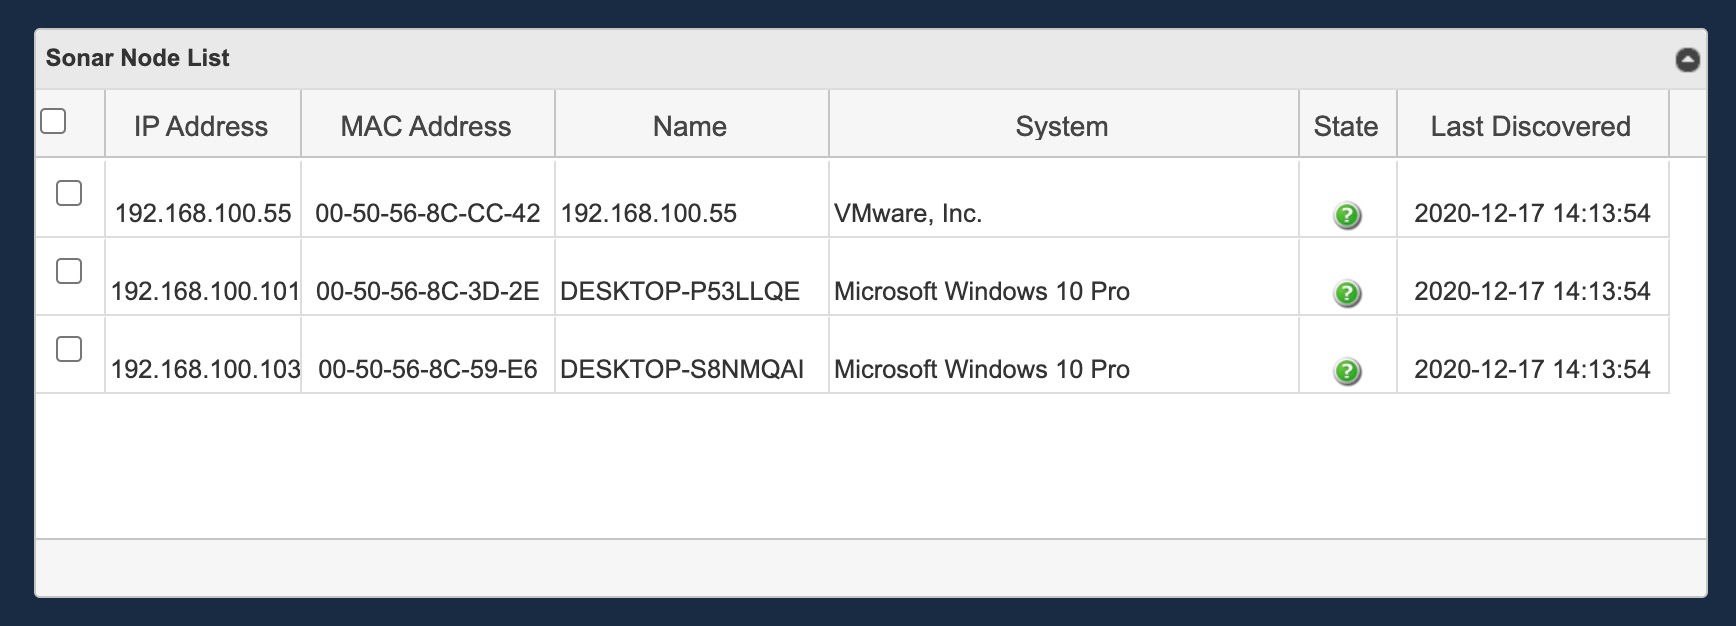 Sonar Node List
IP Address MAC Address Name System State Last Discovered
192.168.100.55 00-50-56-8C-CC-42 192.168.100.55 VMware, Inc. ? 2020-12-17 14:13:54
192.168.100.101 00-50-56-8C-3D-2E DESKTOP-P53LLQE Microsoft Windows 10 Pro ? 2020-12-17 14:13:54
192.168.100.103 00-50-56-8C-59-E6 DESKTOP-S8NMQAI Microsoft Windows 10 Pro ? 2020-12-17 14:13:54